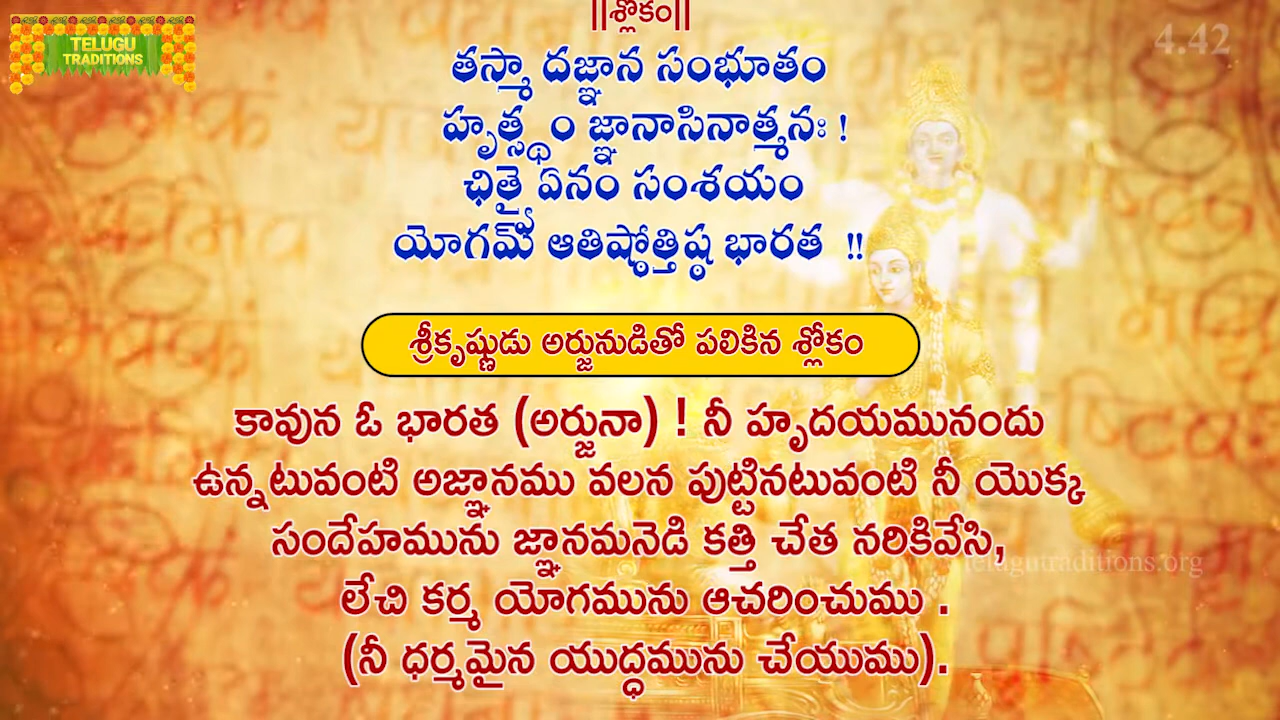 ||శ్లోకం||
TELUGU
TRADITIONS
4.42
తస్మా దజ్ఞాన సంభూతం
హృత్స్థం జ్ఞానాసినాత్మనః !
ఛిత్వై ఏనం సంశయం
యోగమ్ ఆతిష్ఠోత్తిష్ఠ భారత !!
శ్రీకృష్ణుడు అర్జునుడితో పలికిన శ్లోకం
కావున ఓ భారత (అర్జునా) ! నీ హృదయమునందు
ఉన్నటువంటి అజ్ఞానము వలన పుట్టినటువంటి నీ యొక్క
సందేహమును జ్ఞానమనెడి కత్తి చేత నరికివేసి,
telugutraditions.org
లేచి కర్మ యోగమును ఆచరించుము .
(నీ ధర్మమైన యుద్ధమును చేయుము).